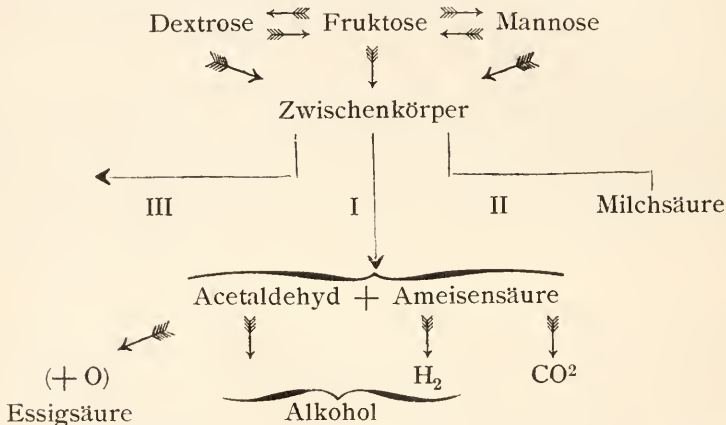 Dextrose Fruktose Mannose
Zwischenkörper
III I II Milchsäure
Acetaldehyd + Ameisensäure
(+ O) H₂ CO²
Essigsäure Alkohol